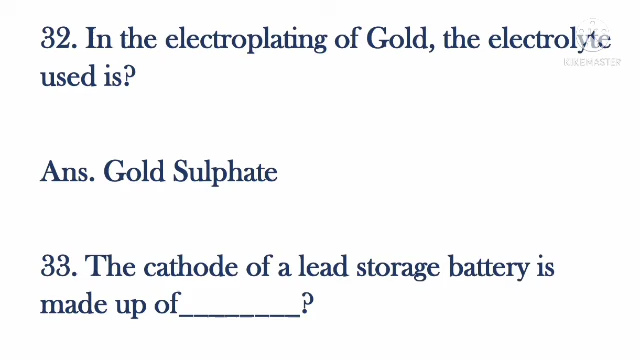 32. In the electroplating of Gold, the electrolyte
KINEMASTER
used is?
Ans. Gold Sulphate
33. The cathode of a lead storage battery is
made up of________?